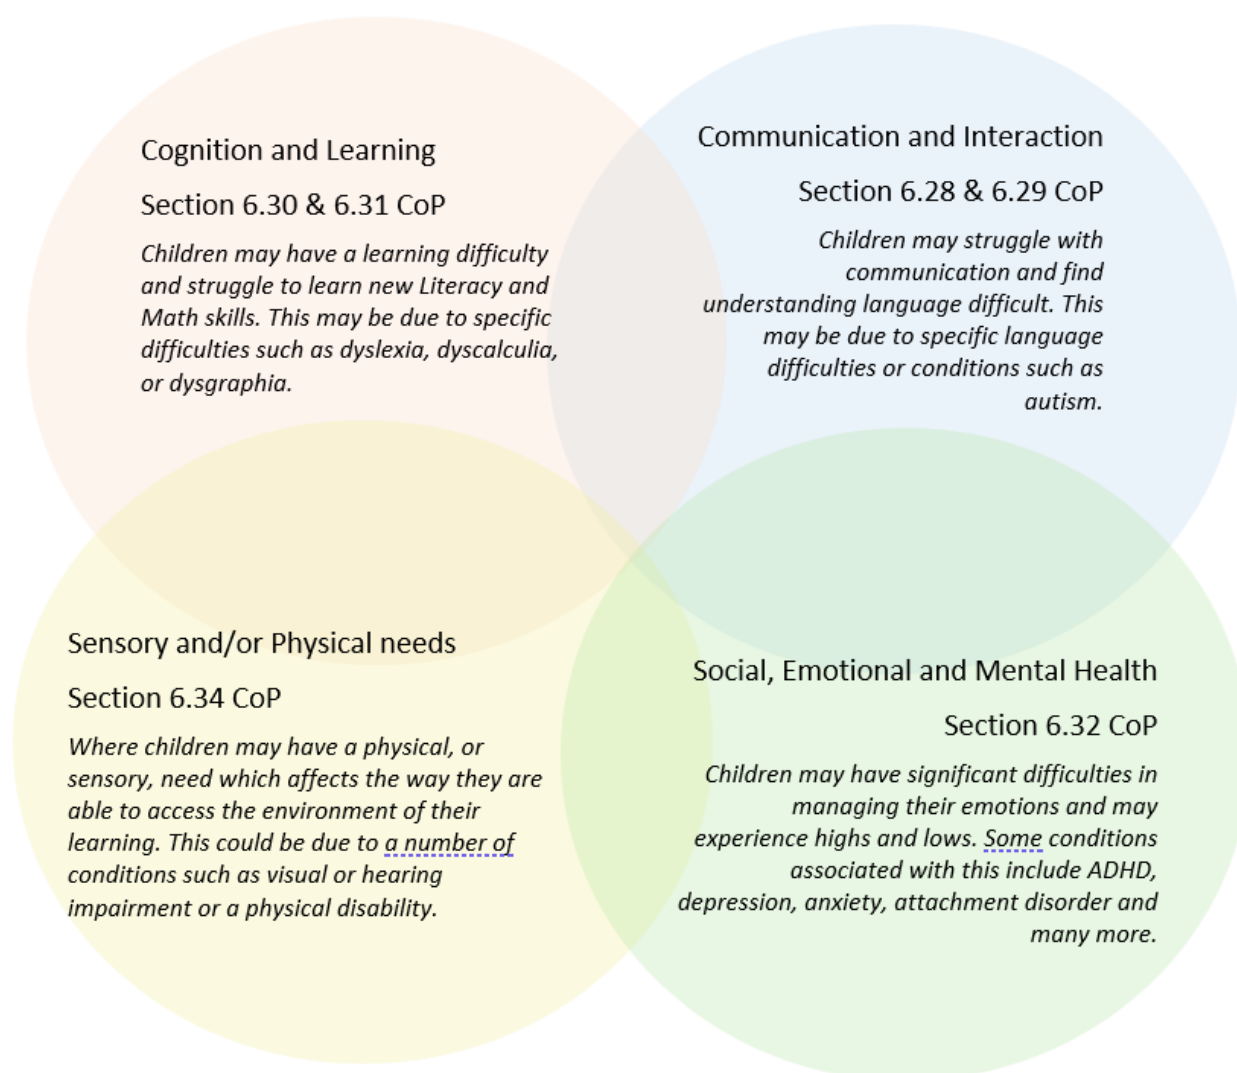 Cognition and Learning
Section 6.30 & 6.31 CoP
Children may have a learning difficulty
and struggle to learn new Literacy and
Math skills. This may be due to specific
difficulties such as dyslexia, dyscalculia,
or dysgraphia.
Communication and Interaction
Section 6.28 & 6.29 CoP
Children may struggle with
communication and find
understanding language difficult. This
may be due to specific language
difficulties or conditions such as
autism.
Sensory and/or Physical needs
Section 6.34 CoP
Where children may have a physical, or
sensory, need which affects the way they are
able to access the environment of their
learning. This could be due to a number of
conditions such as visual or hearing
impairment or a physical disability.
Social, Emotional and Mental Health
Section 6.32 CoP
Children may have significant difficulties in
managing their emotions and may
experience highs and lows. Some conditions
associated with this include ADHD,
depression, anxiety, attachment disorder and
many more.